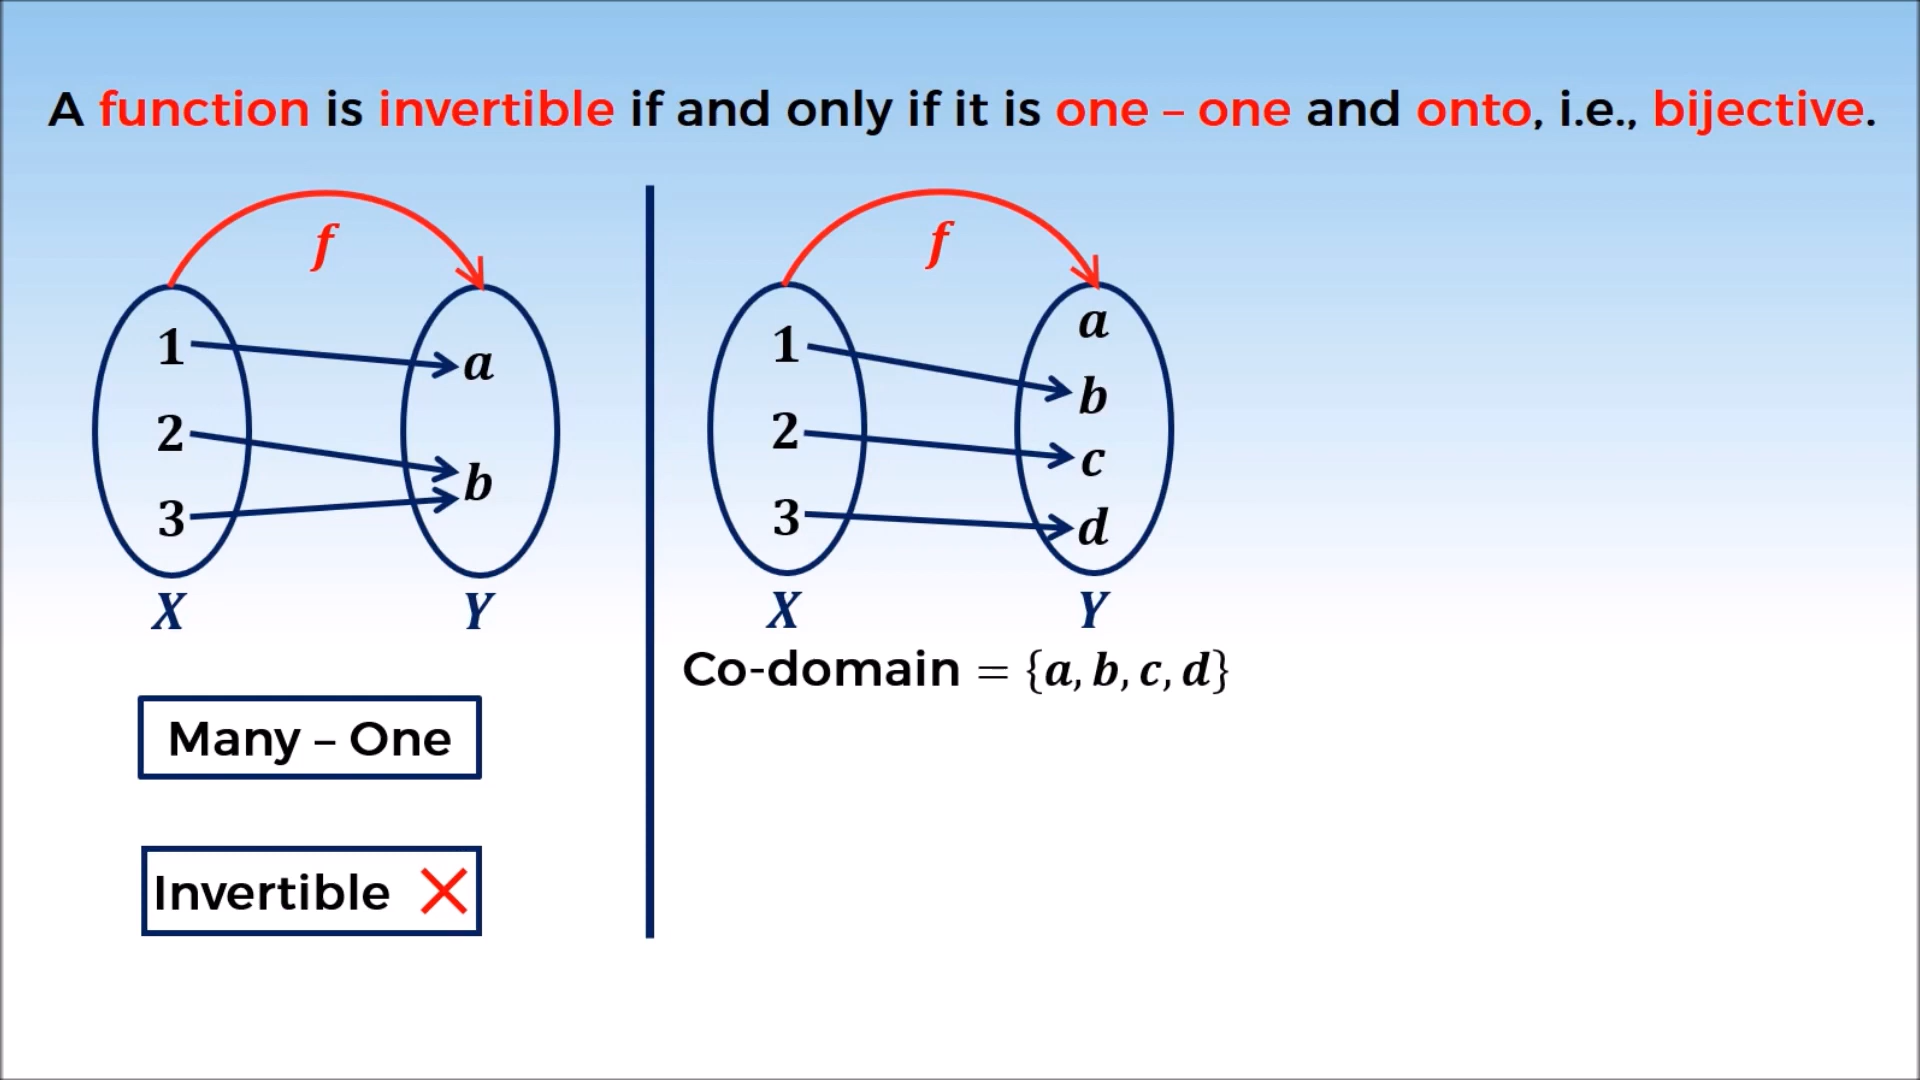 A function is invertible if and only if it is one – one and onto, i.e., bijective.
f
1
2
3
a
b
X
Y
Many – One
Invertible
f
1
2
3
a
b
c
d
X
Y
Co-domain = {a, b, c, d}